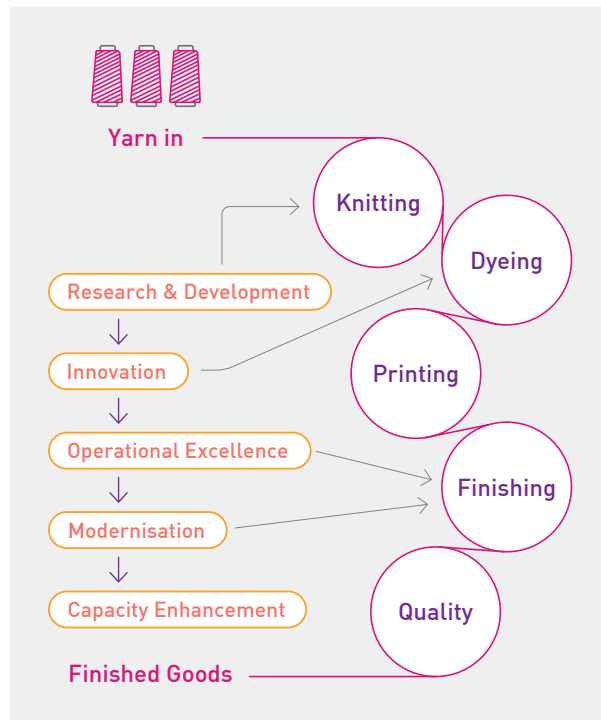 Yarn in
Knitting
Dyeing
Research & Development
Innovation
Printing
Operational Excellence
Finishing
Modernisation
Capacity Enhancement
Quality
Finished Goods